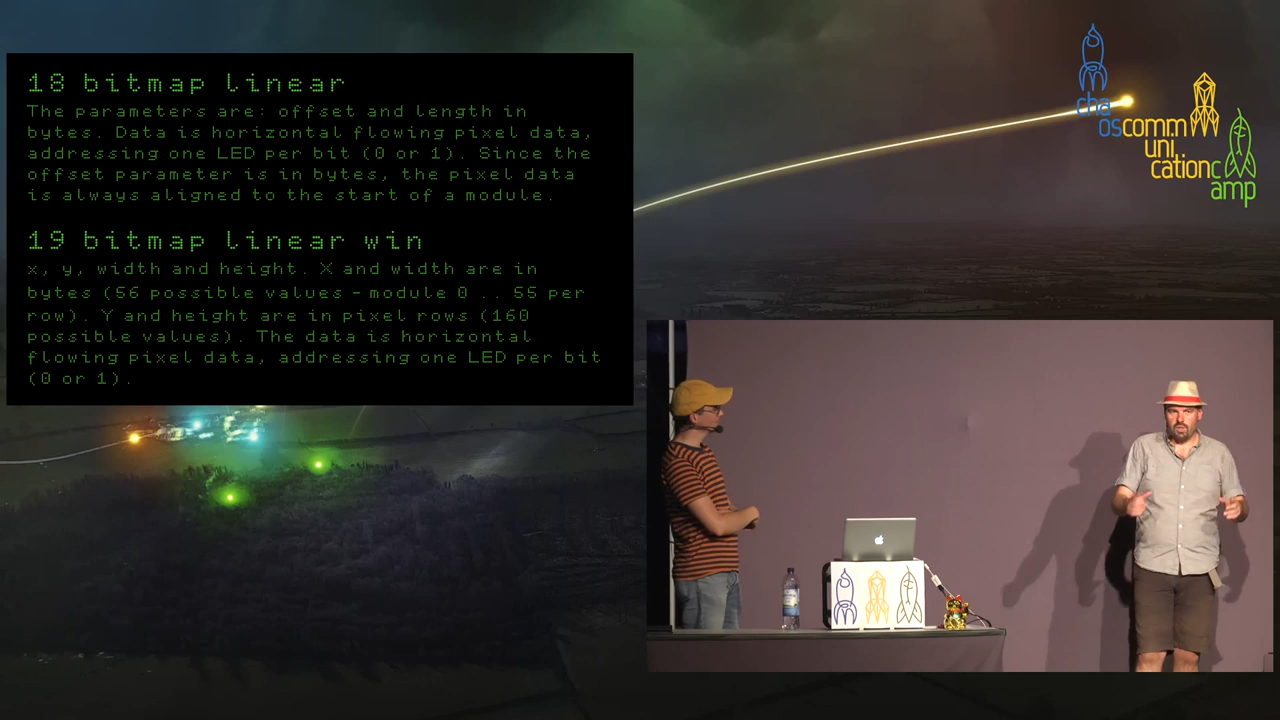 18 bitmap linear
The parameters are: offset and length in
bytes. Data is horizontal flowing pixel data,
addressing one LED per bit (0 or 1). Since the
offset parameter is in bytes, the pixel data
is always aligned to the start of a module.
19 bitmap linear win
x, y, width and height. X and width are in
bytes (56 possible values - module 0 .. 55 per
row). Y and height are in pixel rows (160
possible values). The data is horizontal
flowing pixel data, addressing one LED per bit
(0 or 1).
cha
oscomm
uni
cationc
amp